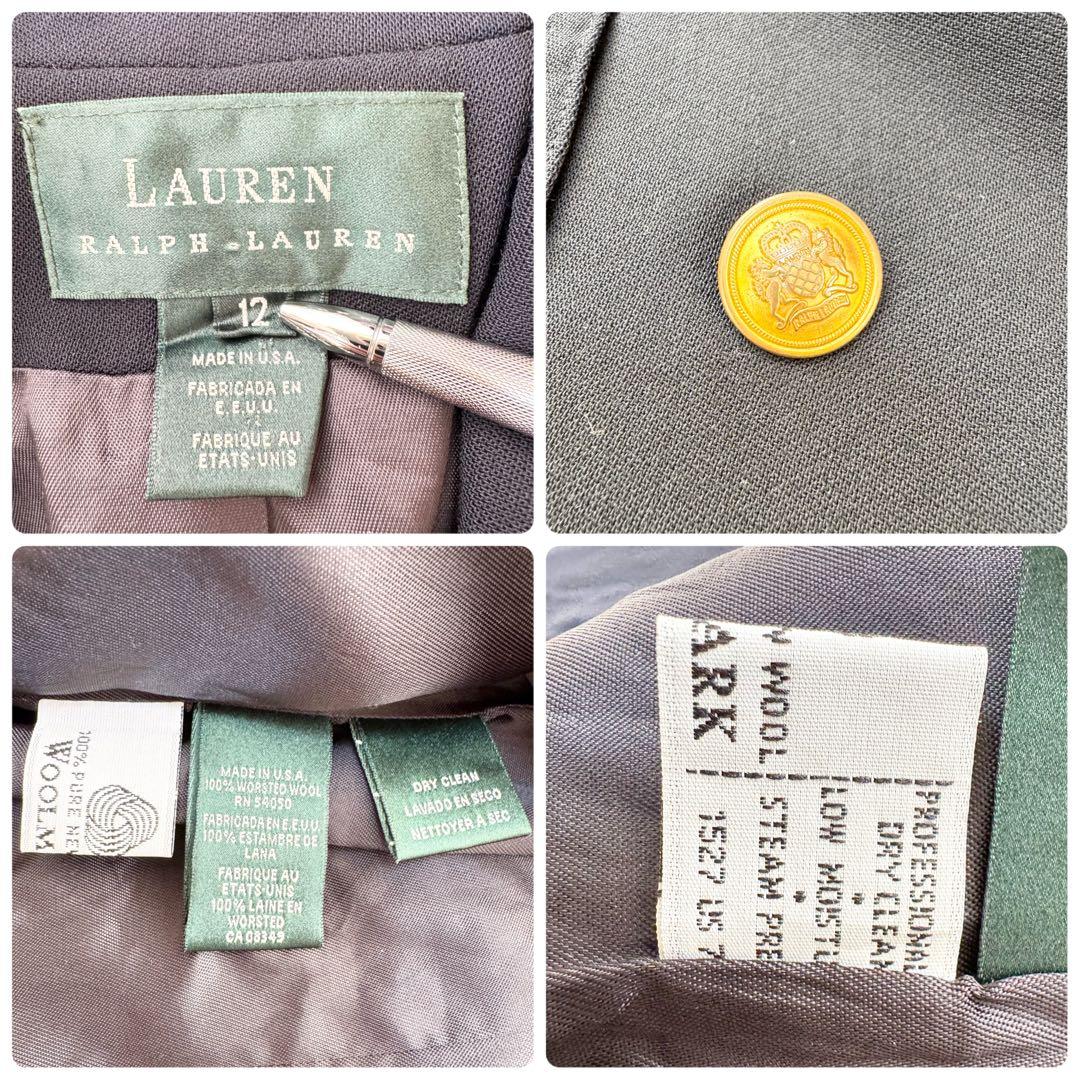 LAUREN
RALPH LAUREN
12
MADE IN U.S.A.
FABRICADA EN
E.E.U.U.
FABRIQUE AU
ETATS-UNIS
RALPH LAUREN
100% PURE NEW
WOOLM
MADE IN U.S.A.
100% WORSTED WOOL
RN 54050
FABRICADA EN E.E.U.U.
100% ESTAMBRE DE
LANA
FABRIQUE AU
ETATS-UNIS
100% LAINE EN
WORSTED
CA 08349
DRY CLEAN
LAVADO EN SECO
NETTOYER A SEC
PROFESSIONAL
DRY CLEAN
LOW MOISTU
STEAM PRE
1527 US 7
W WOOL
ARK